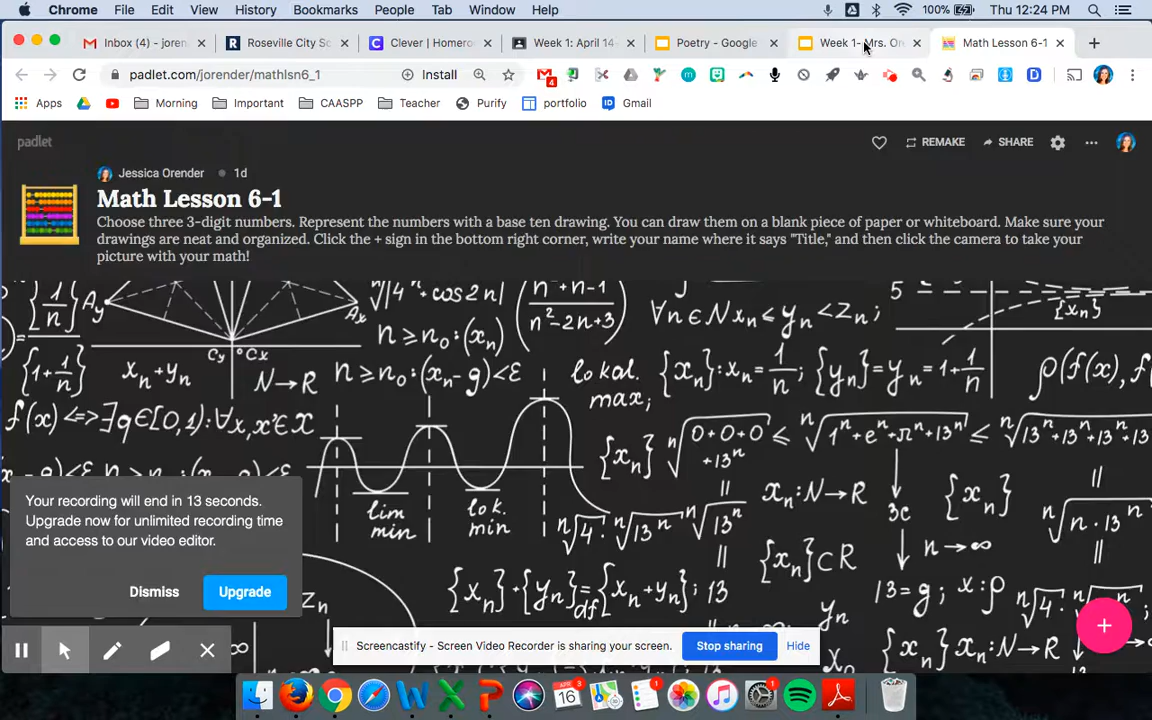 Chrome File Edit View History Bookmarks People Tab Window Help 100% Thu 12:24 PM
Inbox (4) - joren Roseville City Sc Clever | Homero Week 1: April 14- Poetry - Google Week 1- Mrs. Ore Math Lesson 6-1
padlet.com/jorender/mathlsn6_1 Install
Apps Morning Important CAASPP Teacher Purify portfolio Gmail
padlet REMAKE SHARE
Jessica Orender 1d
Math Lesson 6-1
Choose three 3-digit numbers. Represent the numbers with a base ten drawing. You can draw them on a blank piece of paper or whiteboard. Make sure your
drawings are neat and organized. Click the + sign in the bottom right corner, write your name where it says "Title," and then click the camera to take your
picture with your math!
Your recording will end in 13 seconds.
Upgrade now for unlimited recording time
and access to our video editor.
Dismiss Upgrade
lim
min
lok.
min
lokal.
max;
Screencastify - Screen Video Recorder is sharing your screen. Stop sharing Hide